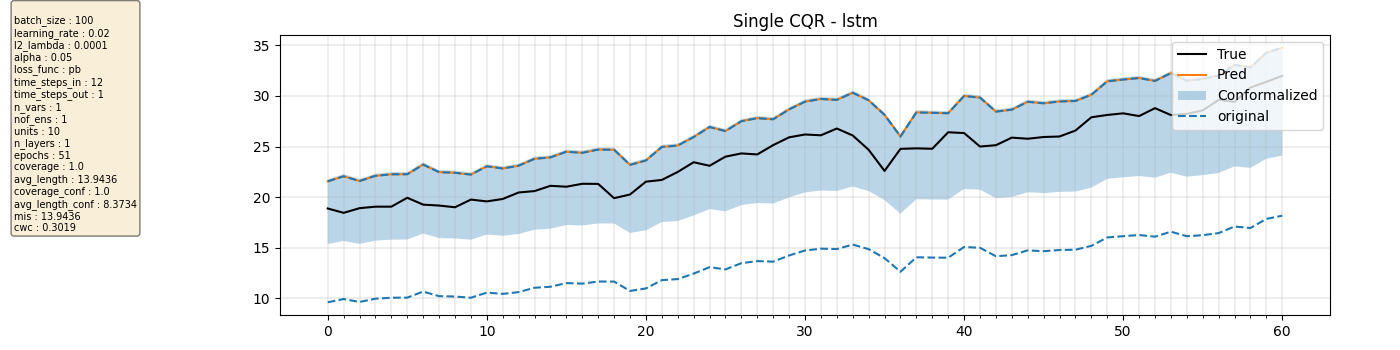 batch_size : 100
learning_rate : 0.02
l2_lambda : 0.0001
alpha : 0.05
loss_func : pb
time_steps_in : 12
time_steps_out : 1
n_vars : 1
nof_ens : 1
units : 10
n_layers : 1
epochs : 51
coverage : 1.0
avg_length : 13.9436
coverage_conf : 1.0
avg_length_conf : 8.3734
mis : 13.9436
cwc : 0.3019
Single CQR - lstm
35
30
25
20
15
10
True
Pred
Conformalized
original
0 10 20 30 40 50 60